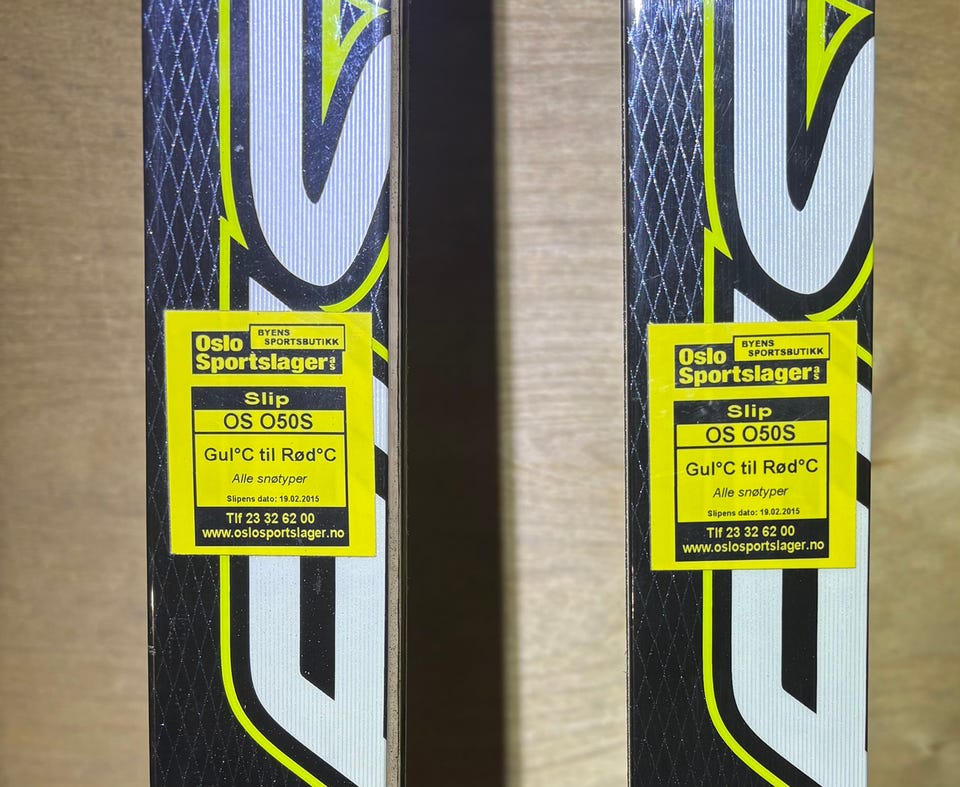 BYENS
SPORTSBUTIKK
Oslo
Sportslager a/s
Slip
OS O50S
Gul°C til Rød°C
Alle snøtyper
Slipens dato: 19.02.2015
Tlf 23 32 62 00
www.oslosportslager.no
BYENS
SPORTSBUTIKK
Oslo
Sportslager a/s
Slip
OS O50S
Gul°C til Rød°C
Alle snøtyper
Slipens dato: 19.02.2015
Tlf 23 32 62 00
www.oslosportslager.no